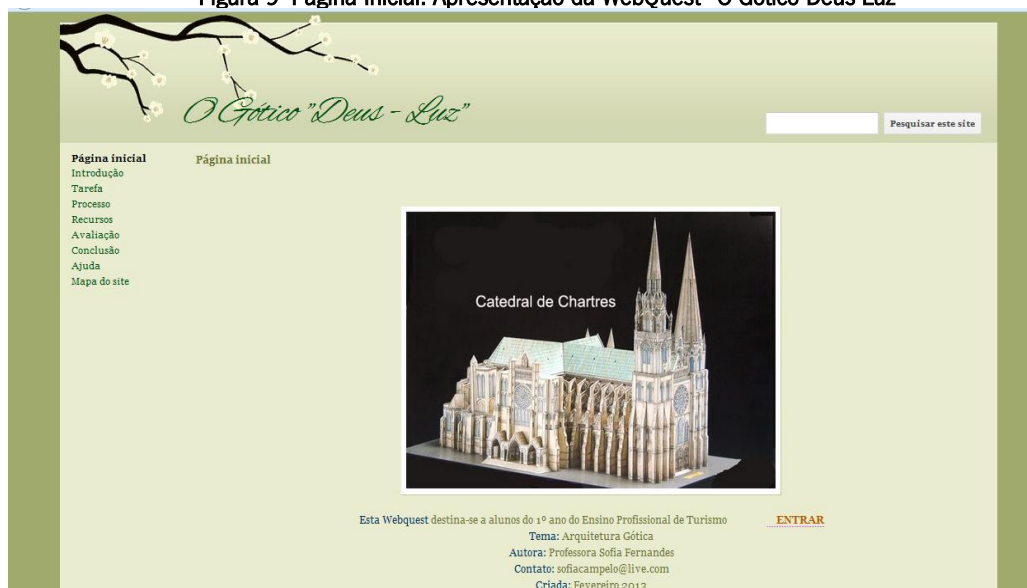 Figura 9- Página Inicial: Apresentação da WebQuest "O Gótico Deus Luz"
O Gótico "Deus - Luz"
Pesquisar este site
Página inicial
Introdução
Tarefa
Processo
Recursos
Avaliação
Conclusão
Ajuda
Mapa do site
Página inicial
Catedral de Chartres
Esta Webquest destina-se a alunos do 1º ano do Ensino Profissional de Turismo
ENTRAR
Tema: Arquitetura Gótica
Autora: Professora Sofia Fernandes
Contato: sofiacampelo@live.com
Criada: Fevereiro 2013